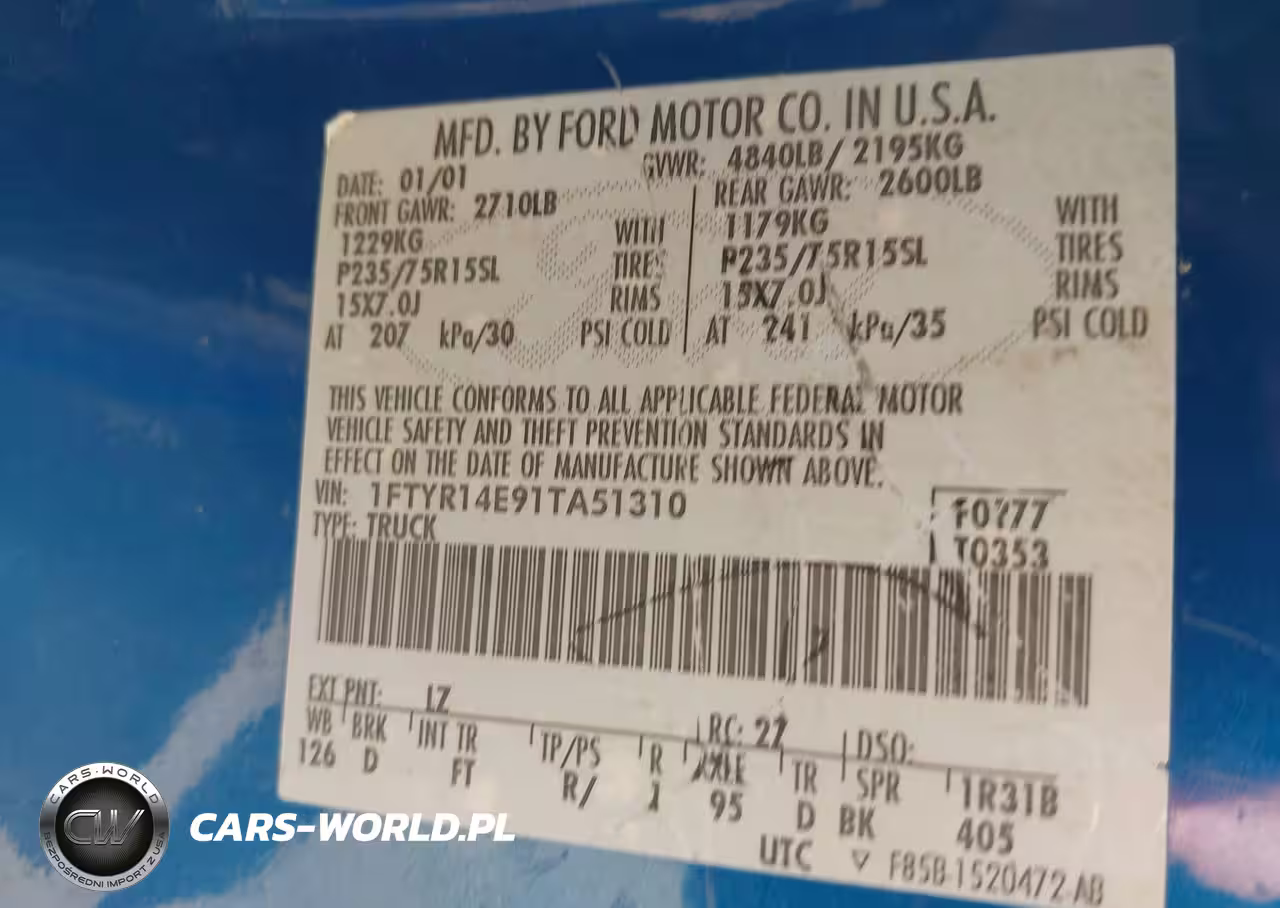 MFD. BY FORD MOTOR CO. IN U.S.A.
DATE: 01/01 GVWR: 4840LB/ 2195KG
FRONT GAWR: 2710LB REAR GAWR: 2600LB
1229KG WITH 1179KG WITH
P235/75R15SL TIRES P235/75R15SL TIRES
15X7.0J RIMS 15X7.0J RIMS
AT 207 kPa/30 PSI COLD AT 241 kPa/35 PSI COLD
THIS VEHICLE CONFORMS TO ALL APPLICABLE FEDERAL MOTOR
VEHICLE SAFETY AND THEFT PREVENTION STANDARDS IN
EFFECT ON THE DATE OF MANUFACTURE SHOWN ABOVE.
VIN: 1FTYR14E91TA51310
TYPE: TRUCK
T0353
EXT PNT: LZ RC: 27 DSO:
WB BRK INT TR TP/PS R AXLE TR SPR 1R31B
126 D FT R/ 1 95 D BK 405
UTC ▽ F85B-1520472-AB
CARS-WORLD
CW
BEZPOŚREDNI IMPORT Z USA
CARS-WORLD.PL